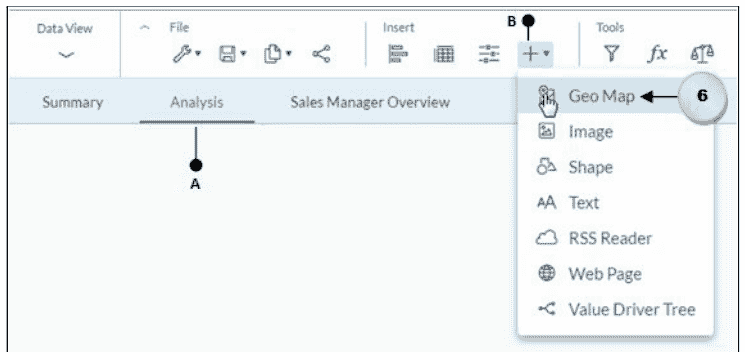 Data View File Insert B Tools
fx
Summary Analysis Sales Manager Overview
A
Geo Map 6
Image
Shape
AA Text
RSS Reader
Web Page
Value Driver Tree